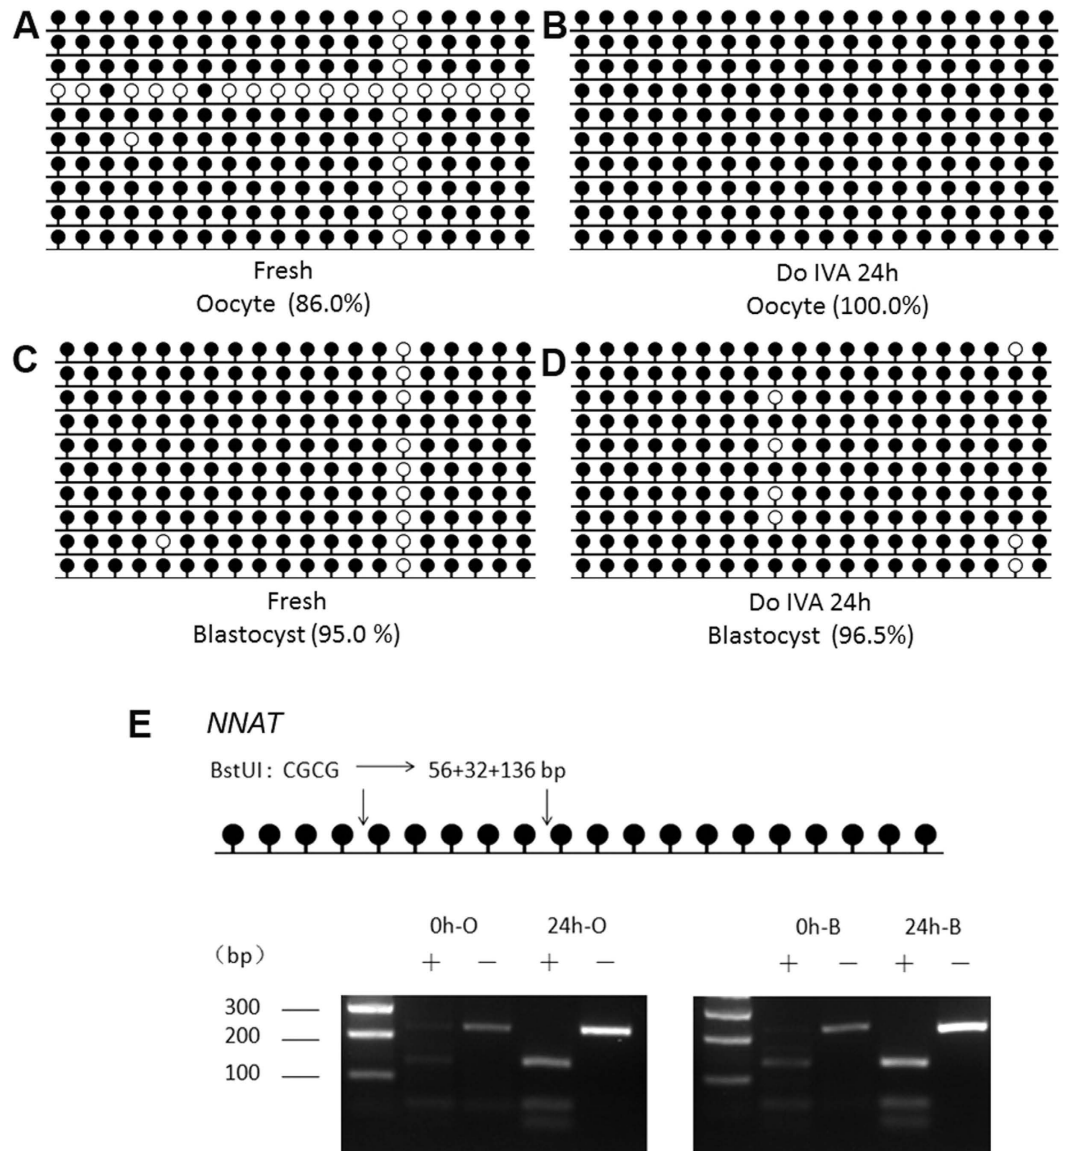 A
B
Fresh
Oocyte (86.0%)
Do IVA 24h
Oocyte (100.0%)
C
D
Fresh
Blastocyst (95.0 %)
Do IVA 24h
Blastocyst (96.5%)
E NNAT
BstUI: CGCG → 56+32+136 bp
0h-O 24h-O 0h-B 24h-B
(bp) + − + − + − + −
300
200
100